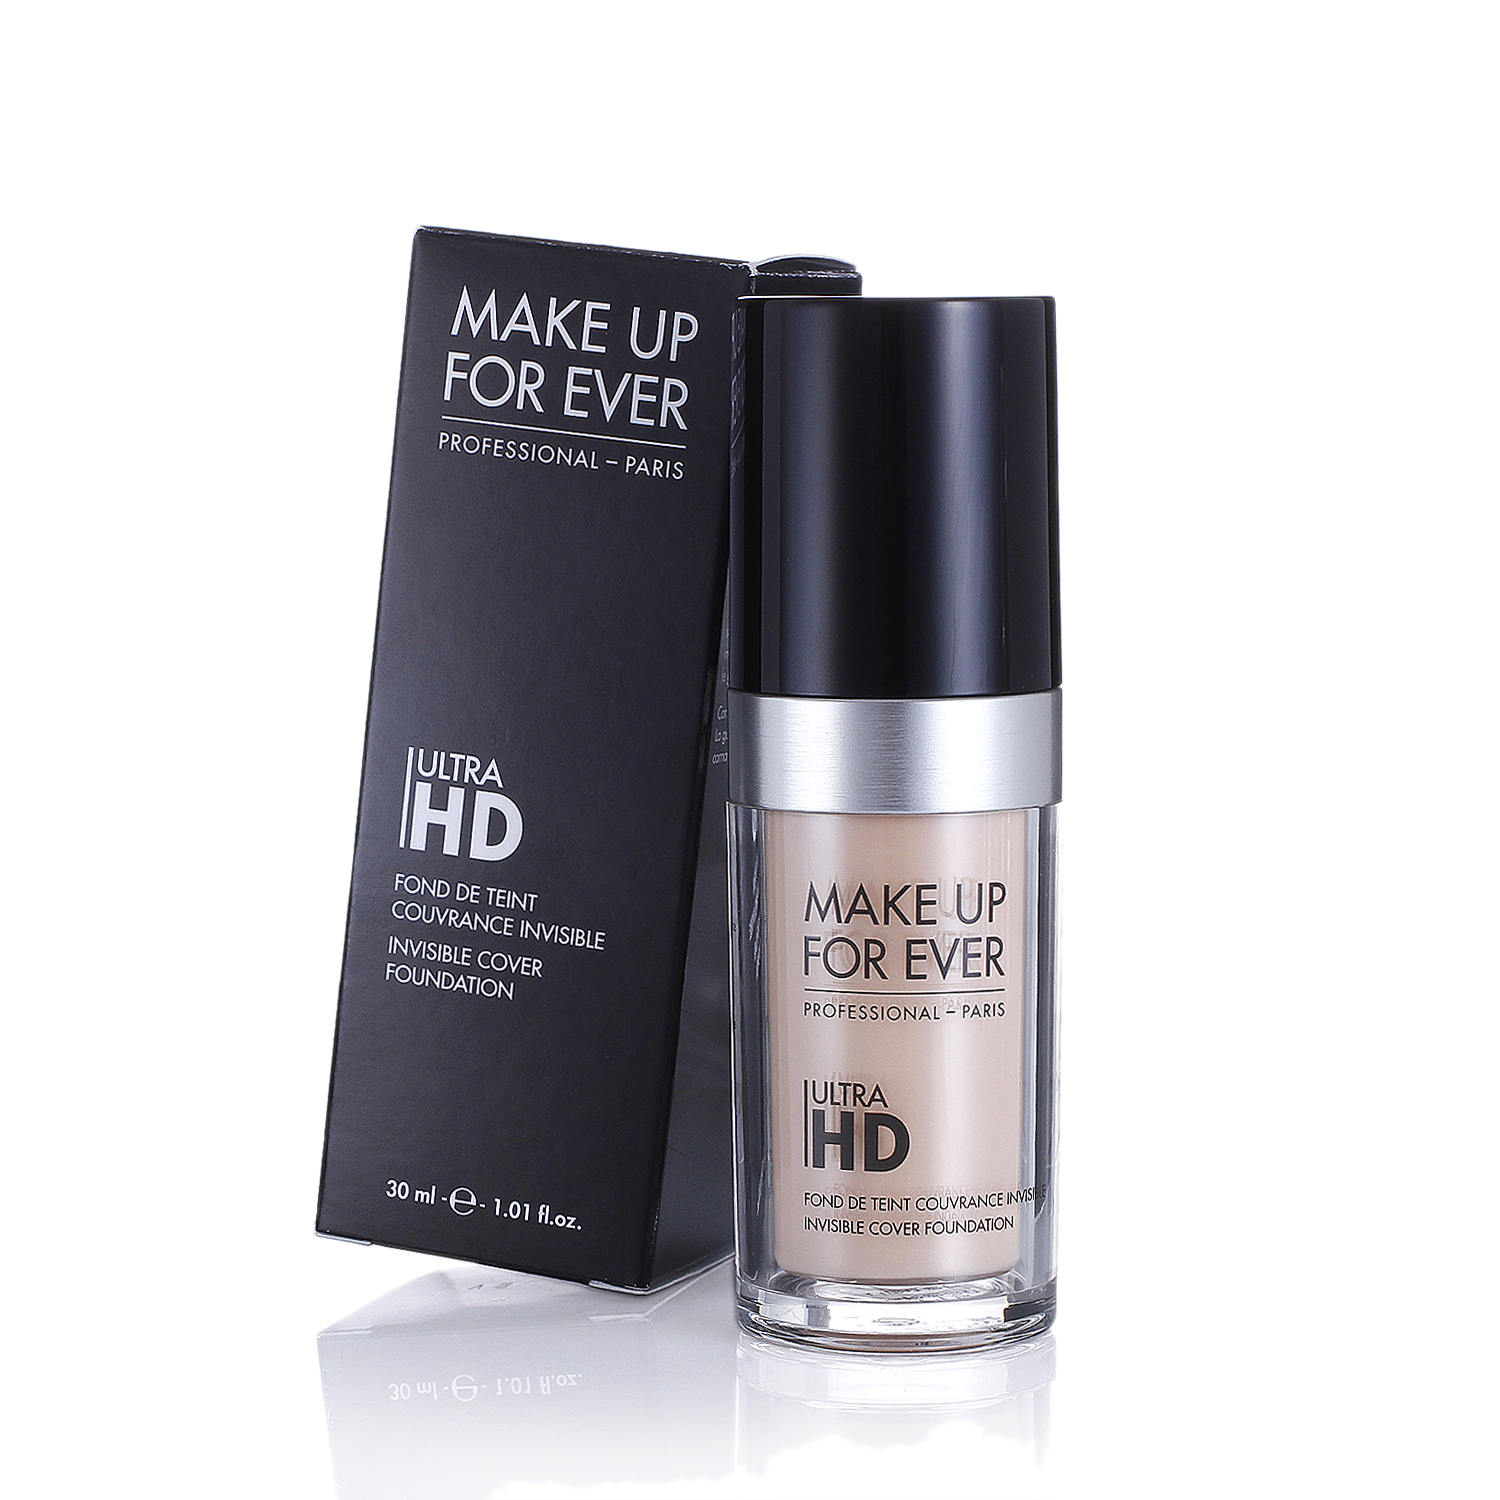 MAKE UP
FOR EVER
PROFESSIONAL – PARIS
ULTRA
HD
FOND DE TEINT
COUVRANCE INVISIBLE
INVISIBLE COVER
FOUNDATION
30 ml -e- 1.01 fl.oz.
MAKE UP
FOR EVER
PROFESSIONAL – PARIS
ULTRA
HD
FOND DE TEINT COUVRANCE INVISIBLE
INVISIBLE COVER FOUNDATION